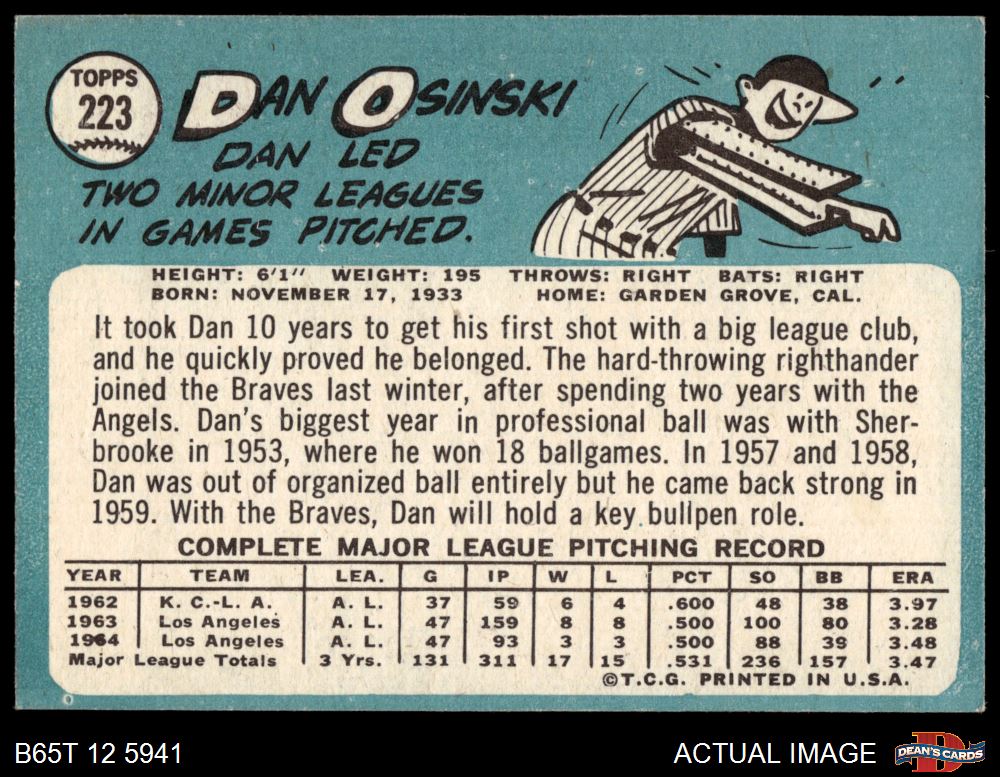 TOPPS
223
DAN OSINSKI
DAN LED
TWO MINOR LEAGUES
IN GAMES PITCHED.
HEIGHT: 6'1" WEIGHT: 195 THROWS: RIGHT BATS: RIGHT
BORN: NOVEMBER 17, 1933 HOME: GARDEN GROVE, CAL.
It took Dan 10 years to get his first shot with a big league club,
and he quickly proved he belonged. The hard-throwing righthander
joined the Braves last winter, after spending two years with the
Angels. Dan's biggest year in professional ball was with Sher-
brooke in 1953, where he won 18 ballgames. In 1957 and 1958,
Dan was out of organized ball entirely but he came back strong in
1959. With the Braves, Dan will hold a key bullpen role.
COMPLETE MAJOR LEAGUE PITCHING RECORD
YEAR TEAM LEA. G IP W L PCT SO BB ERA
1962 K. C.-L. A. A. L. 37 59 6 4 .600 48 38 3.97
1963 Los Angeles A. L. 47 159 8 8 .500 100 80 3.28
1964 Los Angeles A. L. 47 93 3 3 .500 88 39 3.48
Major League Totals 3 Yrs. 131 311 17 15 .531 236 157 3.47
©T.C.G. PRINTED IN U.S.A.
B65T 12 5941 ACTUAL IMAGE DEAN'S CARDS